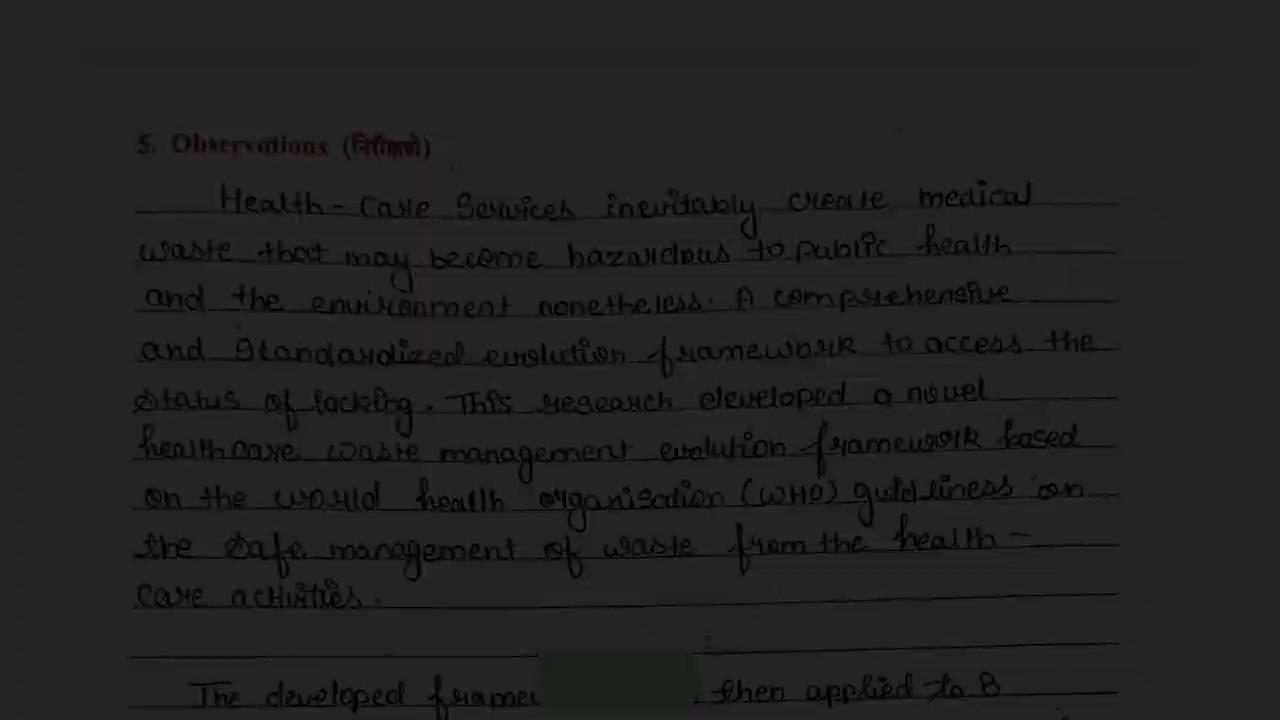 5. Observations (निरीक्षणे)
Health-Care Services inevitably create medical
waste that may become hazardous to public health
and the environment nonetheless. A comprehensive
and Standardized evolution framework to access the
status of lacking. This research developed a novel
healthcare waste management evolution framework based
on the world health organisation (WHO) guidliness on
the safe management of waste from the health-
care activities.
The developed then applied to 8